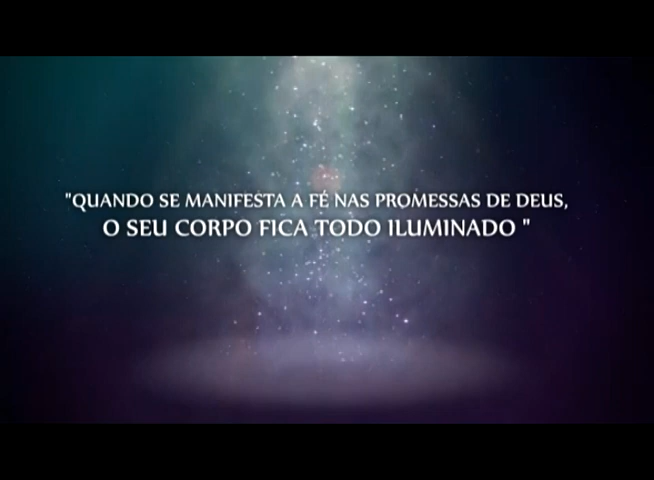 "QUANDO SE MANIFESTA A FÉ NAS PROMESSAS DE DEUS,
O SEU CORPO FICA TODO ILUMINADO "